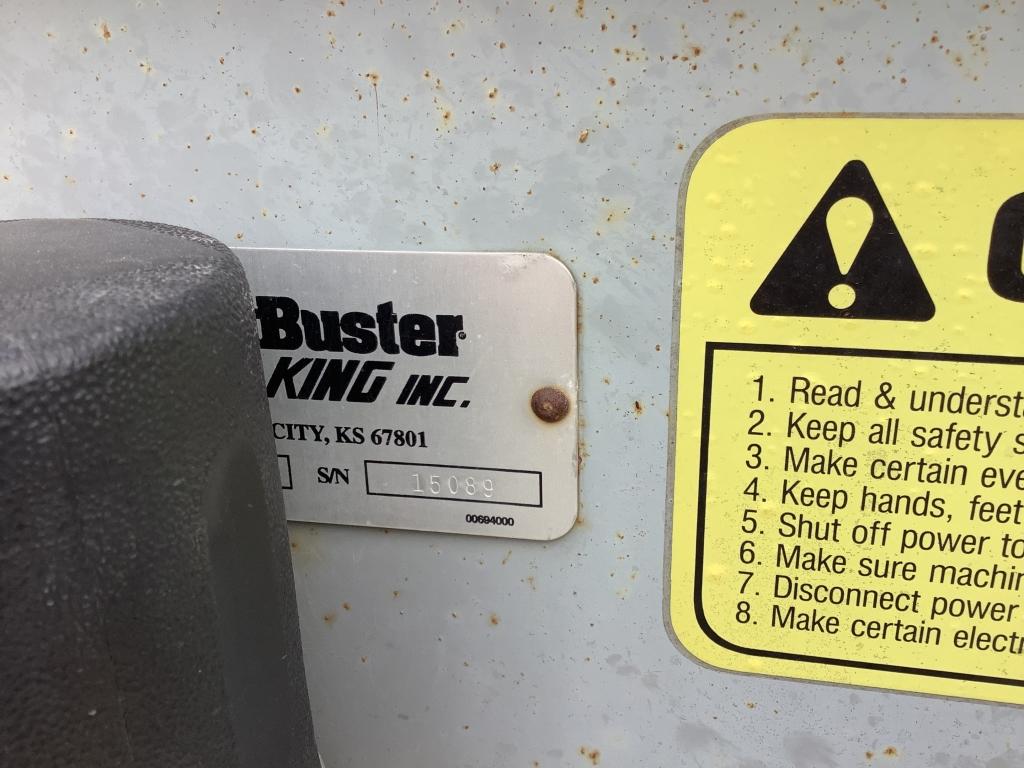 Buster®
KING INC.
CITY, KS 67801
S/N 15089
00694000
1. Read & underst
2. Keep all safety s
3. Make certain eve
4. Keep hands, feet
5. Shut off power to
6. Make sure machin
7. Disconnect power
8. Make certain electr